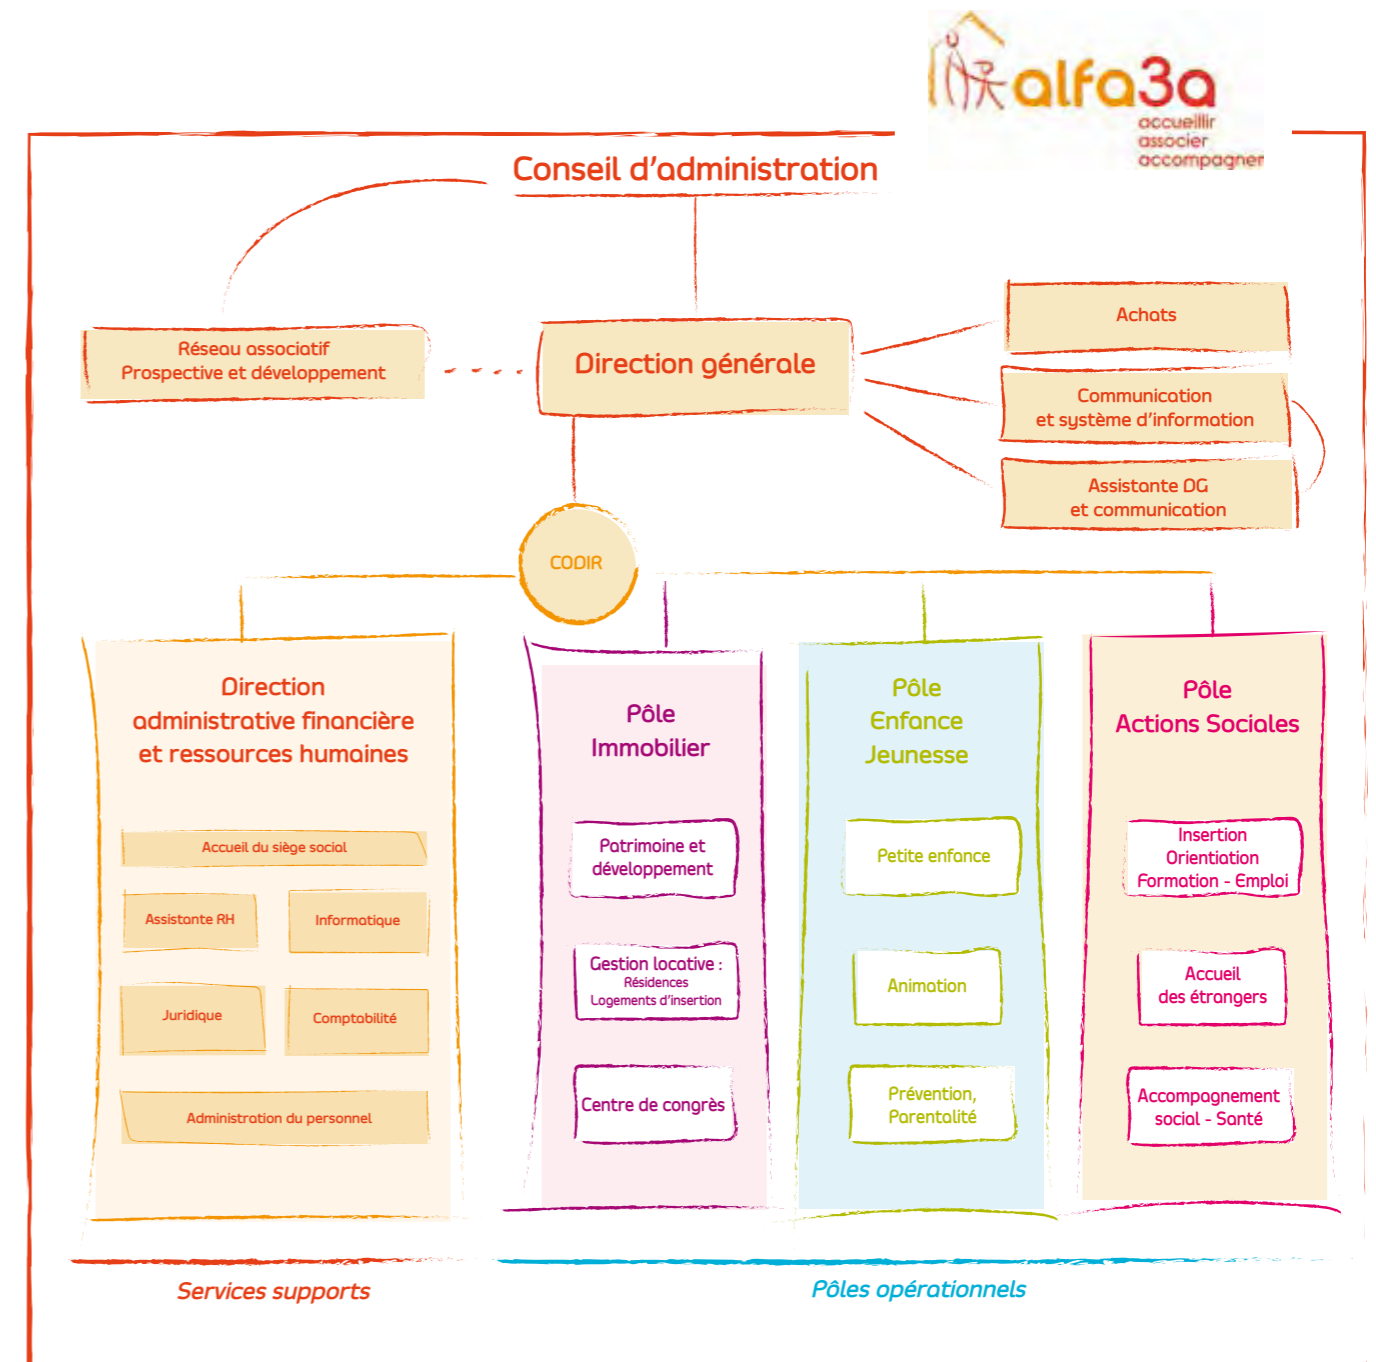 alfa3a
accueillir
associer
accompagner
Conseil d'administration
Réseau associatif
Prospective et développement
Direction générale
Achats
Communication
et système d'information
Assistante DG
et communication
CODIR
Direction
administrative financière
et ressources humaines
Accueil du siège social
Assistante RH
Informatique
Juridique
Comptabilité
Administration du personnel
Pôle
Immobilier
Patrimoine et
développement
Gestion locative :
Résidences
Logements d'insertion
Centre de congrès
Pôle
Enfance
Jeunesse
Petite enfance
Animation
Prévention,
Parentalité
Pôle
Actions Sociales
Insertion
Orientiation
Formation - Emploi
Accueil
des étrangers
Accompagnement
social - Santé
Services supports
Pôles opérationnels